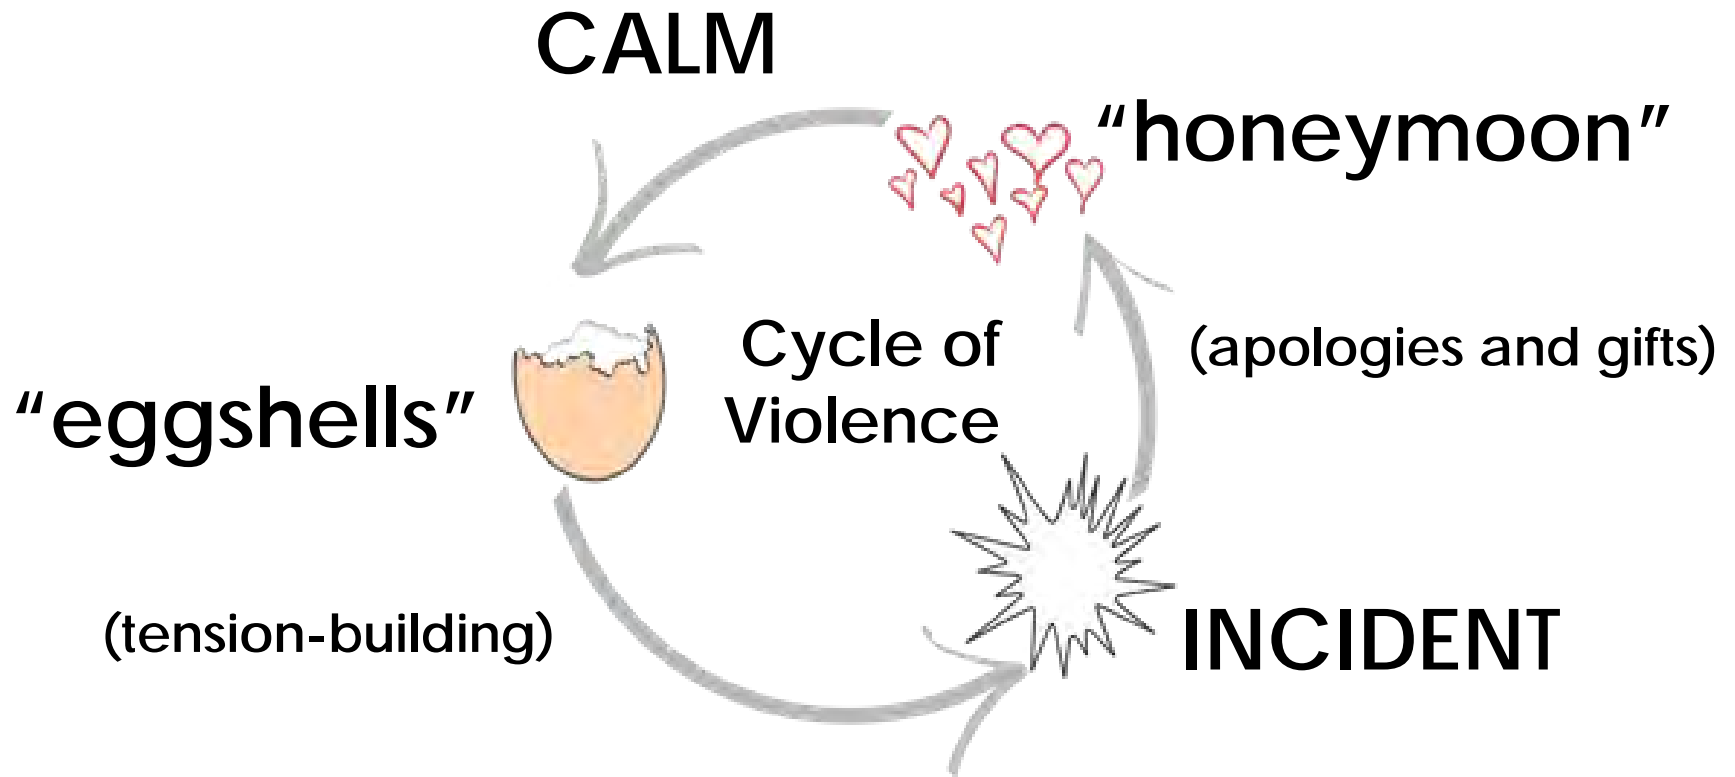 CALM
“honeymoon”
Cycle of
Violence
(apologies and gifts)
“eggshells”
(tension-building)
INCIDENT